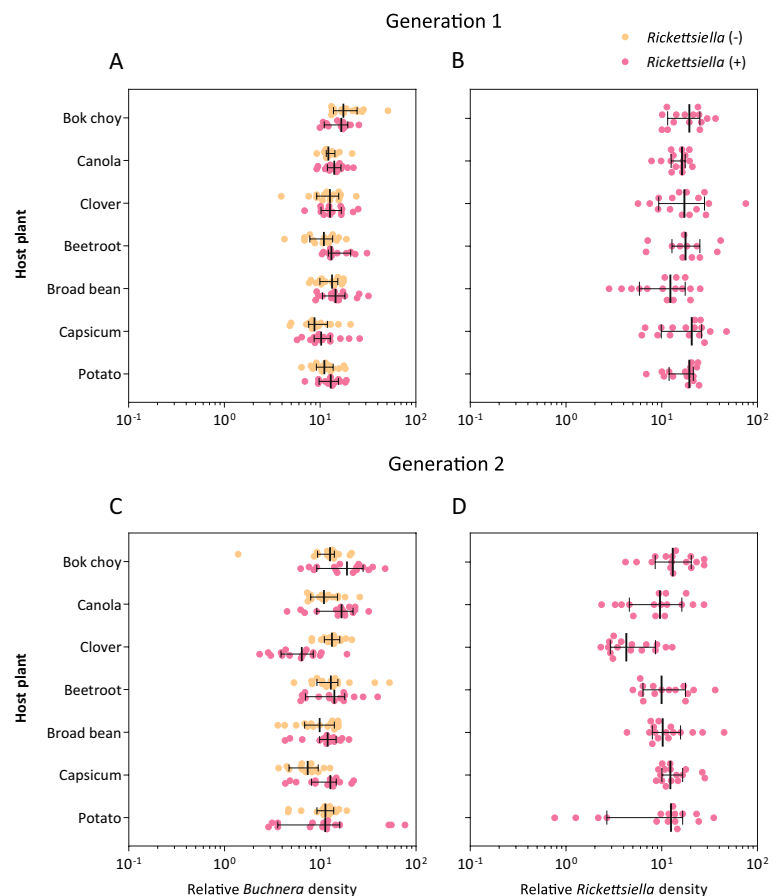 Generation 1
Rickettsiella (-)
Rickettsiella (+)
A
B
Host plant
Bok choy
Canola
Clover
Beetroot
Broad bean
Capsicum
Potato
10-1 100 101 102
10-1 100 101 102
Generation 2
C
D
Host plant
Bok choy
Canola
Clover
Beetroot
Broad bean
Capsicum
Potato
10-1 100 101 102
10-1 100 101 102
Relative Buchnera density
Relative Rickettsiella density